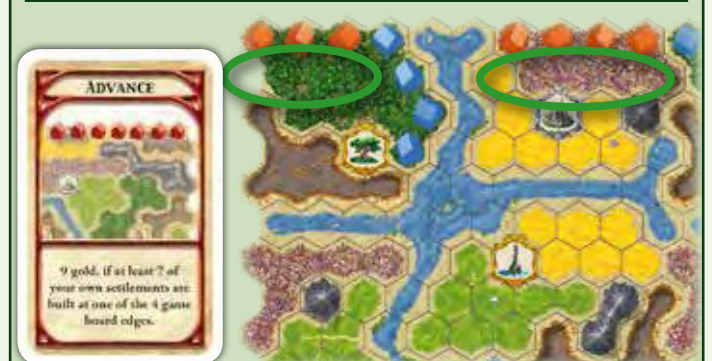 ADVANCE
9 gold, if at least 7 of
your own settlements are
built at one of the 4 game
board edges.